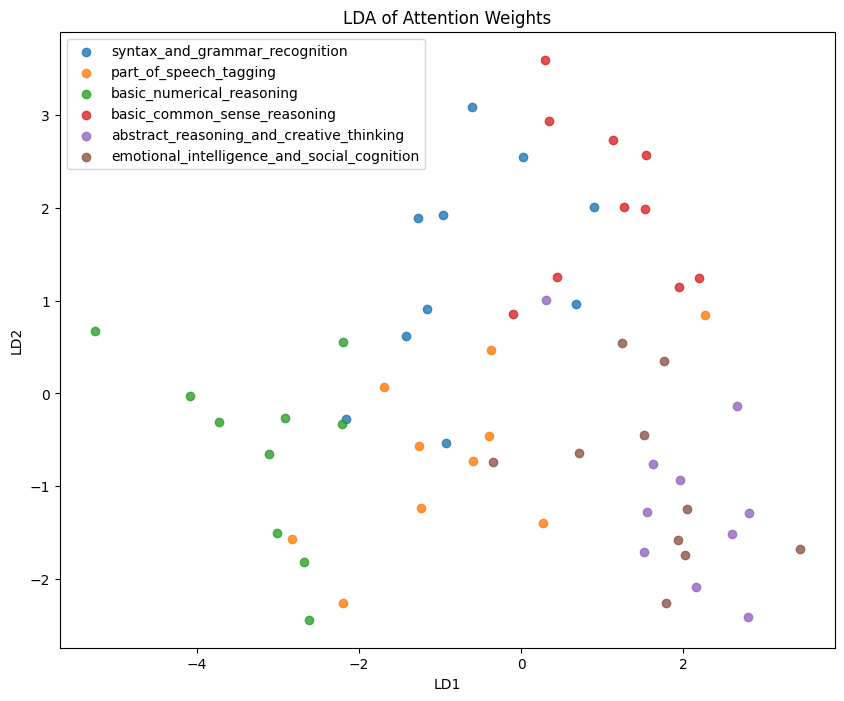 LDA of Attention Weights
syntax_and_grammar_recognition
part_of_speech_tagging
basic_numerical_reasoning
basic_common_sense_reasoning
abstract_reasoning_and_creative_thinking
emotional_intelligence_and_social_cognition
3
2
1
0
−1
−2
LD2
−4 −2 0 2
LD1